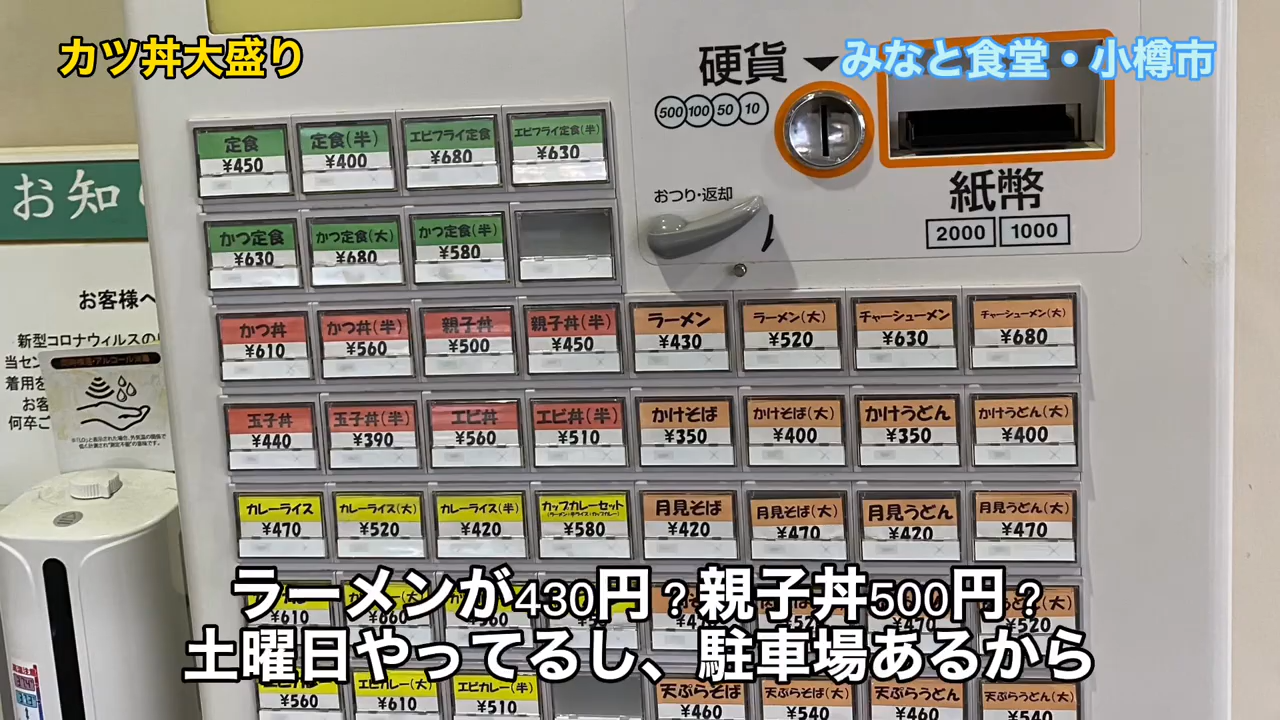 カツ丼大盛り
みなと食堂・小樽市
硬貨
500 100 50 10
おつり・返却
紙幣
2000 1000
定食 ¥450
定食(半) ¥400
エビフライ定食 ¥680
エビフライ定食(半) ¥630
かつ定食 ¥630
かつ定食(大) ¥680
かつ定食(半) ¥580
お知
お客様へ
新型コロナウィルスの
当セン
着用を
お客
何卒ご
かつ丼 ¥610
かつ丼(半) ¥560
親子丼 ¥500
親子丼(半) ¥450
ラーメン ¥430
ラーメン(大) ¥520
チャーシューメン ¥630
チャーシューメン(大) ¥680
玉子丼 ¥440
玉子丼(半) ¥390
エビ丼 ¥560
エビ丼(半) ¥510
かけそば ¥350
かけそば(大) ¥400
かけうどん ¥350
かけうどん(大) ¥400
カレーライス ¥470
カレーライス(大) ¥520
カレーライス(半) ¥420
カップカレーセット ¥580
月見そば ¥420
月見そば(大) ¥470
月見うどん ¥420
月見うどん(大) ¥470
¥610
ラーメンが430円？親子丼500円？
土曜日やってるし、駐車場あるから
エビカレー ¥560
エビカレー(大) ¥610
エビカレー(半) ¥510
天ぷらそば ¥460
天ぷらそば(大) ¥540
天ぷらうどん ¥460
天ぷらうどん(大) ¥540